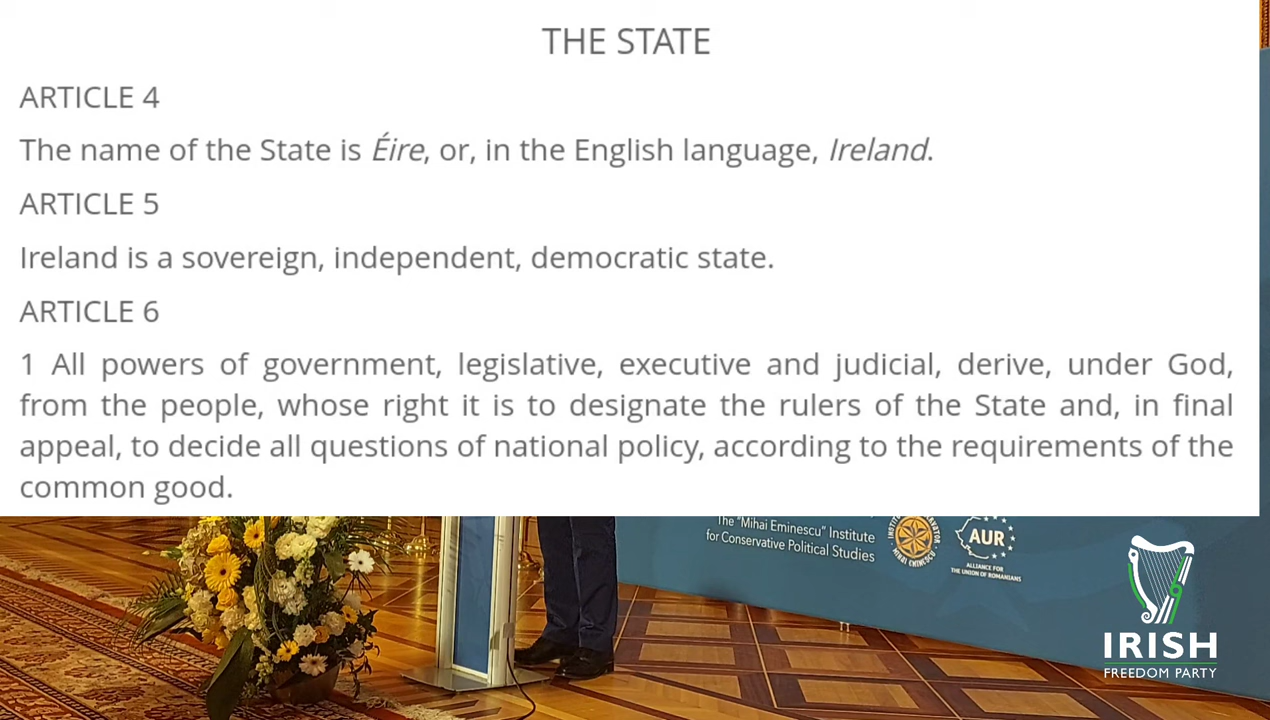 THE STATE
ARTICLE 4
The name of the State is Éire, or, in the English language, Ireland.
ARTICLE 5
Ireland is a sovereign, independent, democratic state.
ARTICLE 6
1 All powers of government, legislative, executive and judicial, derive, under God,
from the people, whose right it is to designate the rulers of the State and, in final
appeal, to decide all questions of national policy, according to the requirements of the
common good.
The "Mihai Eminescu" Institute
for Conservative Political Studies
MIHAI EMINESCU
AUR
ALLIANCE FOR
THE UNION OF ROMANIANS
IRISH
FREEDOM PARTY